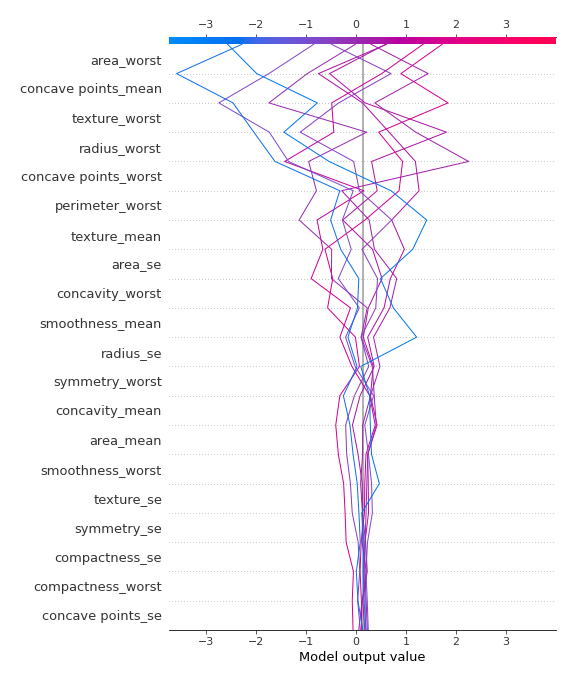 −3 −2 −1 0 1 2 3
area_worst
concave points_mean
texture_worst
radius_worst
concave points_worst
perimeter_worst
texture_mean
area_se
concavity_worst
smoothness_mean
radius_se
symmetry_worst
concavity_mean
area_mean
smoothness_worst
texture_se
symmetry_se
compactness_se
compactness_worst
concave points_se
−3 −2 −1 0 1 2 3
Model output value